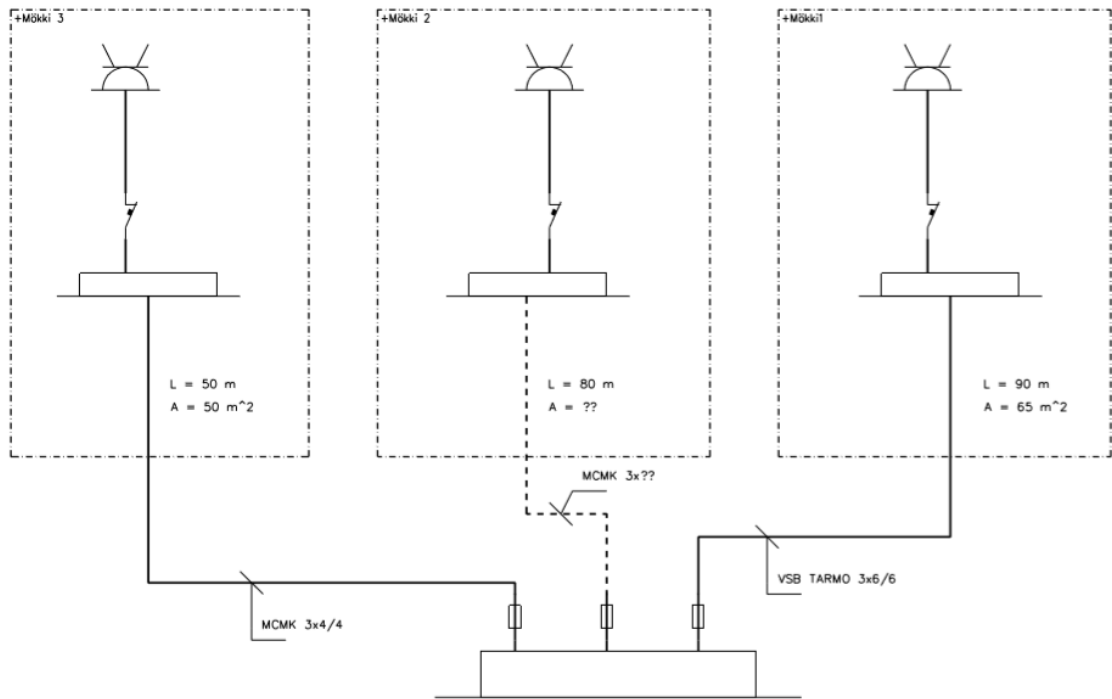 +Mökki 3
+Mökki 2
+Mökki1
L = 50 m
A = 50 m^2
L = 80 m
A = ??
L = 90 m
A = 65 m^2
MCMK 3x??
VSB TARMO 3x6/6
MCMK 3x4/4